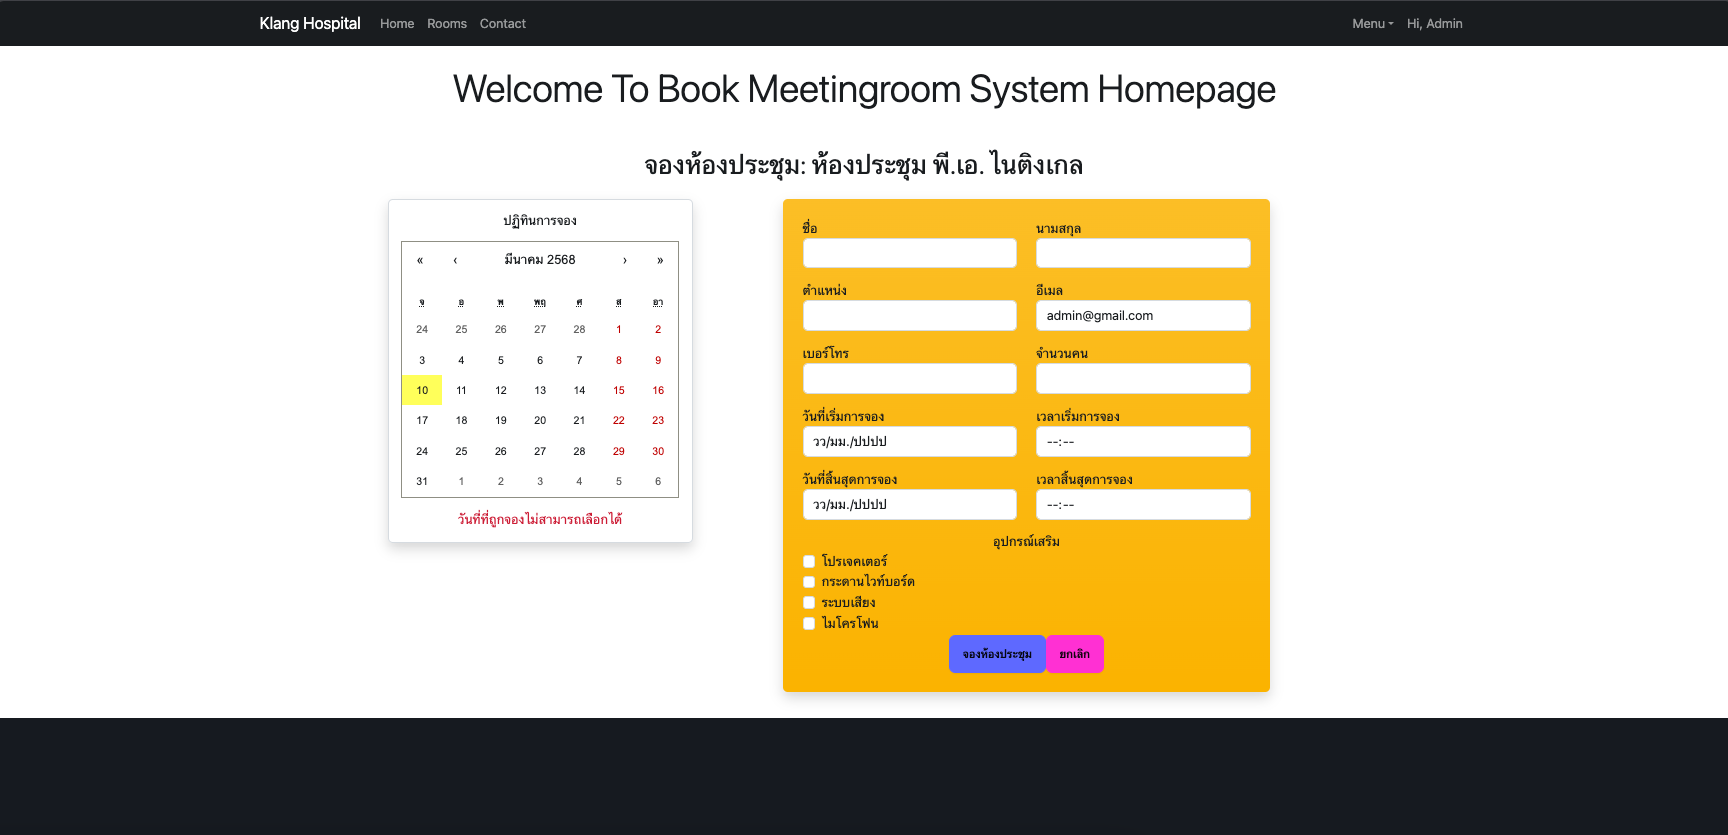 Klang Hospital Home Rooms Contact Menu Hi, Admin
Welcome To Book Meetingroom System Homepage
จองห้องประชุม: ห้องประชุม พี.เอ. ไนติงเกล
ปฏิทินการจอง
« ‹ มีนาคม 2568 › »
จ อ พ พฤ ศ ส อา
24 25 26 27 28 1 2
3 4 5 6 7 8 9
10 11 12 13 14 15 16
17 18 19 20 21 22 23
24 25 26 27 28 29 30
31 1 2 3 4 5 6
วันที่ที่ถูกจองไม่สามารถเลือกได้
ชื่อ นามสกุล
ตำแหน่ง อีเมล
admin@gmail.com
เบอร์โทร จำนวนคน
วันที่เริ่มการจอง เวลาเริ่มการจอง
วว/มม./ปปปป --:--
วันที่สิ้นสุดการจอง เวลาสิ้นสุดการจอง
วว/มม./ปปปป --:--
อุปกรณ์เสริม
โปรเจคเตอร์
กระดานไวท์บอร์ด
ระบบเสียง
ไมโครโฟน
จองห้องประชุม ยกเลิก